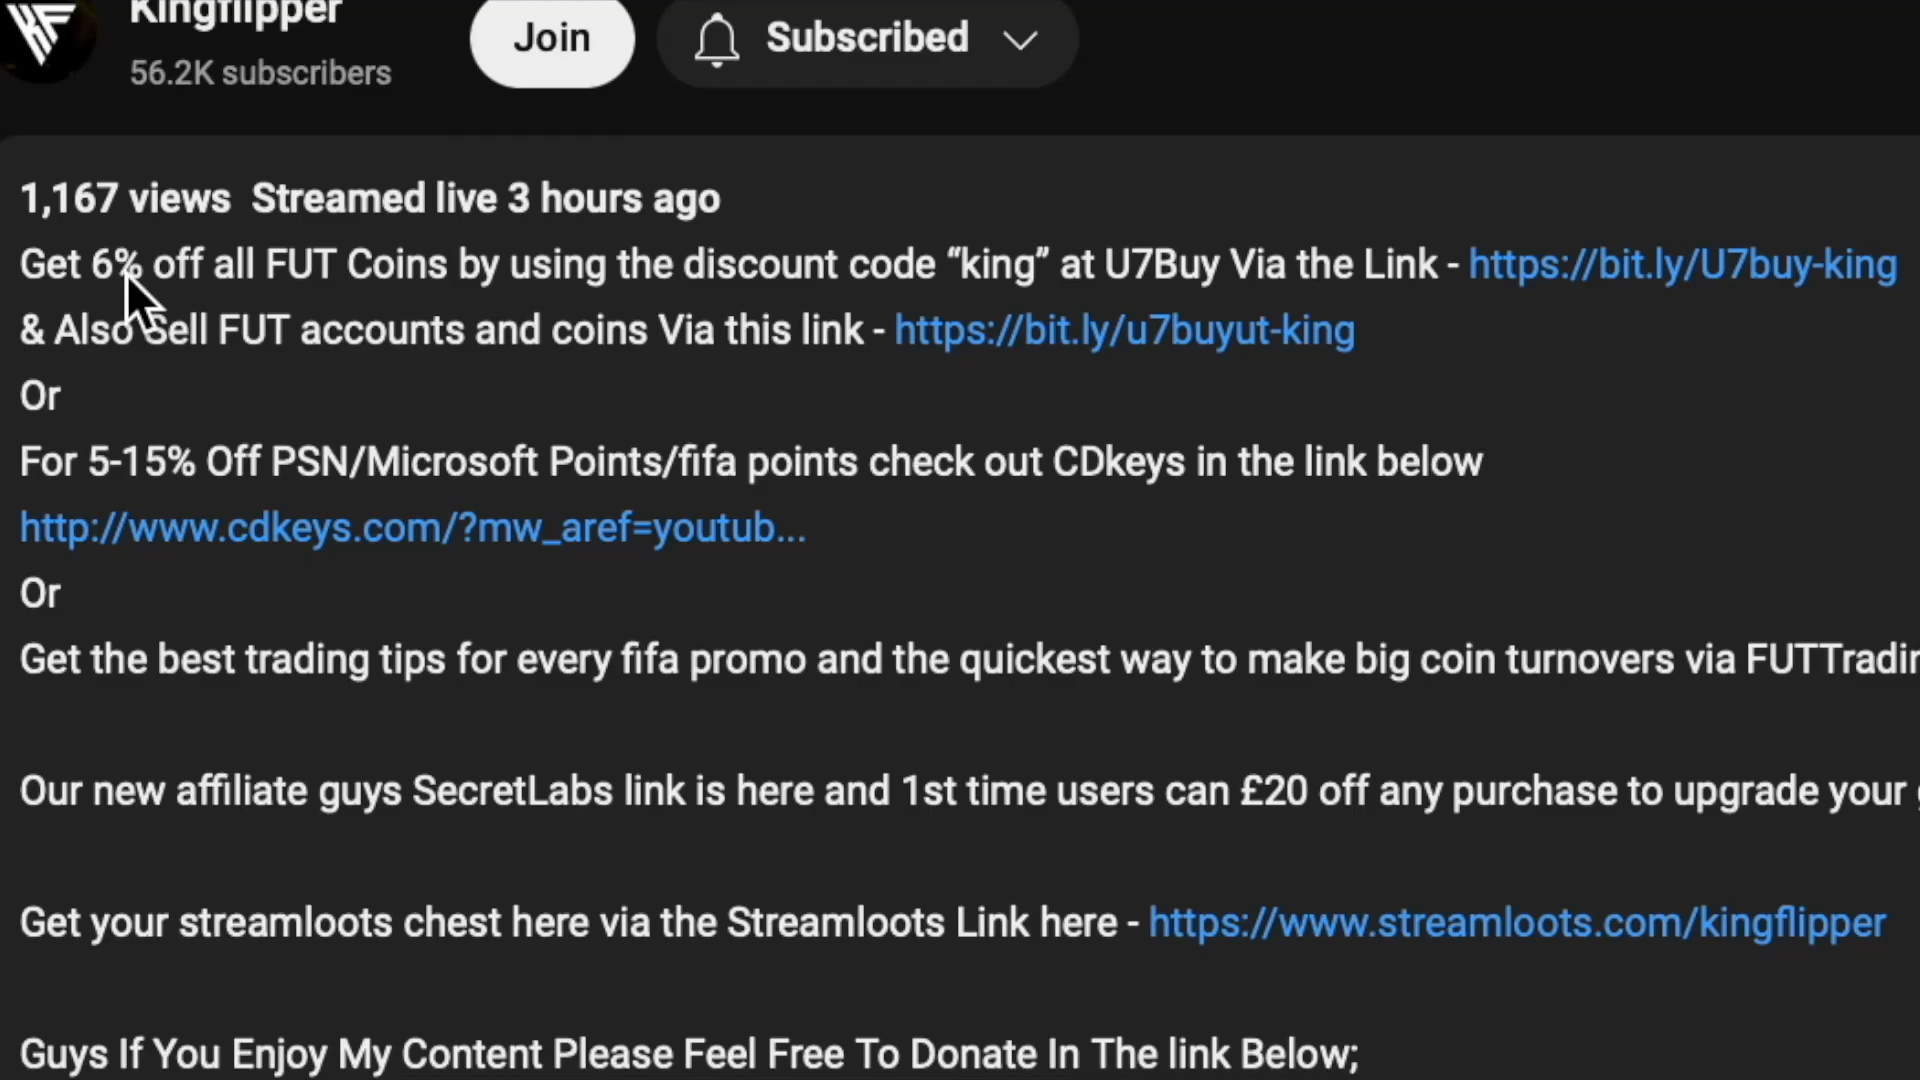 Kingflipper
Join
Subscribed
56.2K subscribers
1,167 views Streamed live 3 hours ago
Get 6% off all FUT Coins by using the discount code “king” at U7Buy Via the Link - https://bit.ly/U7buy-king
& Also Sell FUT accounts and coins Via this link - https://bit.ly/u7buyut-king
Or
For 5-15% Off PSN/Microsoft Points/fifa points check out CDkeys in the link below
http://www.cdkeys.com/?mw_aref=youtub...
Or
Get the best trading tips for every fifa promo and the quickest way to make big coin turnovers via
Our new affiliate guys SecretLabs link is here and 1st time users can £20 off any purchase to upgrade your
Get your streamloots chest here via the Streamloots Link here - https://www.streamloots.com/kingflipper
Guys If You Enjoy My Content Please Feel Free To Donate In The link Below;